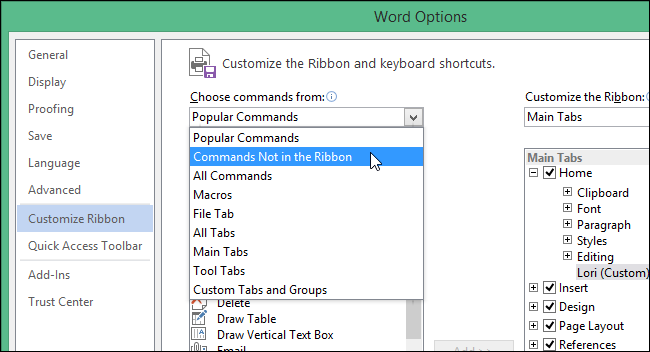 Word Options
General
Display
Proofing
Save
Language
Advanced
Customize Ribbon
Quick Access Toolbar
Add-Ins
Trust Center
Customize the Ribbon and keyboard shortcuts.
Choose commands from:
Popular Commands
Popular Commands
Commands Not in the Ribbon
All Commands
Macros
File Tab
All Tabs
Main Tabs
Tool Tabs
Custom Tabs and Groups
Delete
Draw Table
Draw Vertical Text Box
Email
Add >>
Customize the Ribbon:
Main Tabs
Main Tabs
Home
Clipboard
Font
Paragraph
Styles
Editing
Lori (Custom)
Insert
Design
Page Layout
References